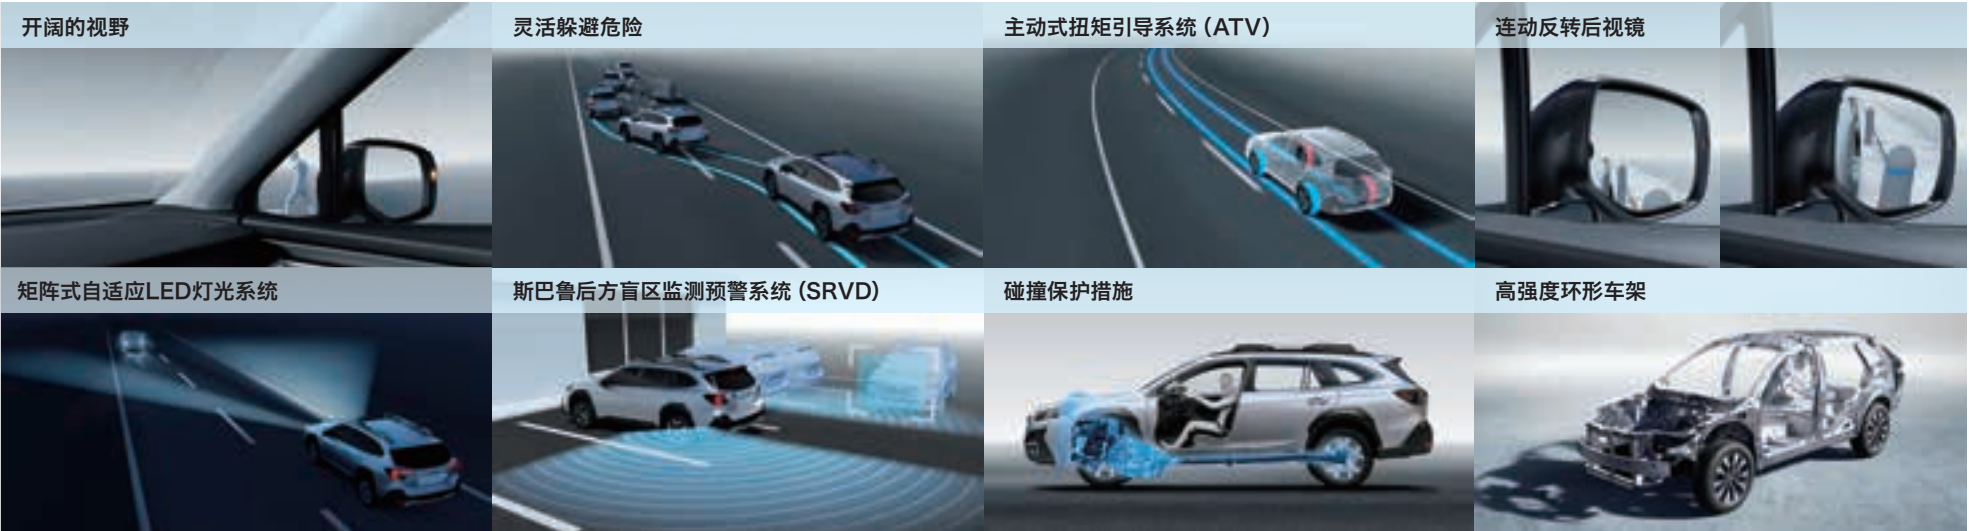 开阔的视野
灵活躲避危险
主动式扭矩引导系统 (ATV)
连动反转后视镜
矩阵式自适应LED灯光系统
斯巴鲁后方盲区监测预警系统 (SRVD)
碰撞保护措施
高强度环形车架